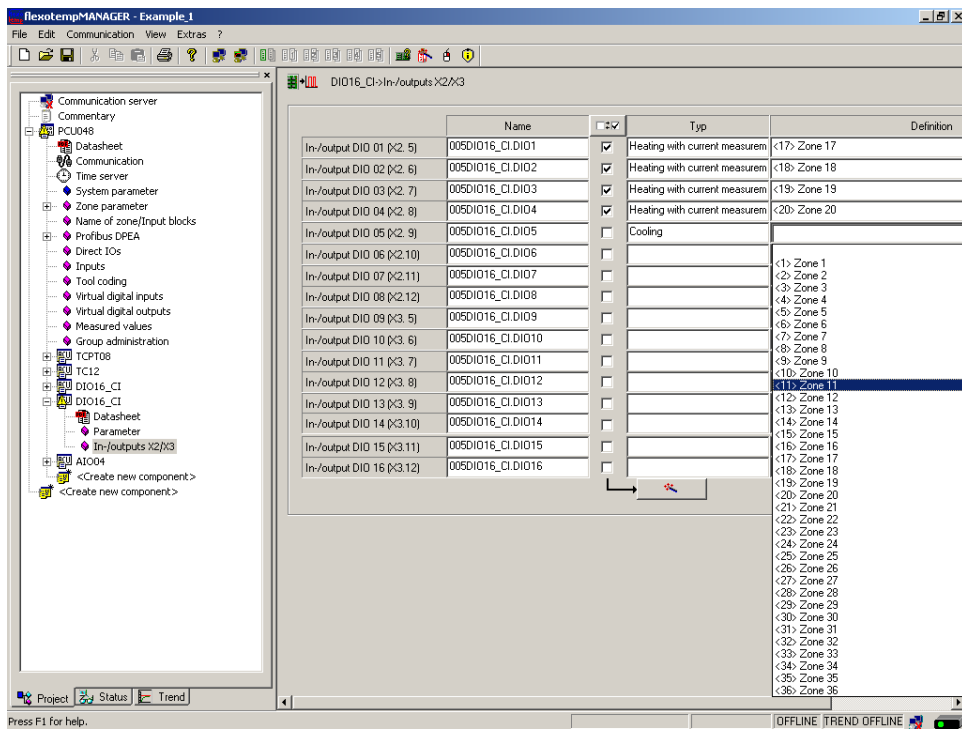 flexotempMANAGER - Example_1
File Edit Communication View Extras ?
DIO16_CI>In-/outputs X2/X3
Communication server
Commentary
PCU048
Datasheet
Communication
Time server
System parameter
Zone parameter
Name of zone/Input blocks
Profibus DPEA
Direct IOs
Inputs
Tool coding
Virtual digital inputs
Virtual digital outputs
Measured values
Group administration
TCPT08
TC12
DIO16_CI
DIO16_CI
Datasheet
Parameter
In-/outputs X2/X3
AIO04
<Create new component>
<Create new component>
Project Status Trend
Name Typ Definition
In-/output DIO 01 (X2. 5) 005DIO16_CI.DIO1 Heating with current measurem <17> Zone 17
In-/output DIO 02 (X2. 6) 005DIO16_CI.DIO2 Heating with current measurem <18> Zone 18
In-/output DIO 03 (X2. 7) 005DIO16_CI.DIO3 Heating with current measurem <19> Zone 19
In-/output DIO 04 (X2. 8) 005DIO16_CI.DIO4 Heating with current measurem <20> Zone 20
In-/output DIO 05 (X2. 9) 005DIO16_CI.DIO5 Cooling
In-/output DIO 06 (X2.10) 005DIO16_CI.DIO6
In-/output DIO 07 (X2.11) 005DIO16_CI.DIO7
In-/output DIO 08 (X2.12) 005DIO16_CI.DIO8
In-/output DIO 09 (X3. 5) 005DIO16_CI.DIO9
In-/output DIO 10 (X3. 6) 005DIO16_CI.DIO10
In-/output DIO 11 (X3. 7) 005DIO16_CI.DIO11
In-/output DIO 12 (X3. 8) 005DIO16_CI.DIO12
In-/output DIO 13 (X3. 9) 005DIO16_CI.DIO13
In-/output DIO 14 (X3.10) 005DIO16_CI.DIO14
In-/output DIO 15 (X3.11) 005DIO16_CI.DIO15
In-/output DIO 16 (X3.12) 005DIO16_CI.DIO16
<1> Zone 1
<2> Zone 2
<3> Zone 3
<4> Zone 4
<5> Zone 5
<6> Zone 6
<7> Zone 7
<8> Zone 8
<9> Zone 9
<10> Zone 10
<11> Zone 11
<12> Zone 12
<13> Zone 13
<14> Zone 14
<15> Zone 15
<16> Zone 16
<17> Zone 17
<18> Zone 18
<19> Zone 19
<20> Zone 20
<21> Zone 21
<22> Zone 22
<23> Zone 23
<24> Zone 24
<25> Zone 25
<26> Zone 26
<27> Zone 27
<28> Zone 28
<29> Zone 29
<30> Zone 30
<31> Zone 31
<32> Zone 32
<33> Zone 33
<34> Zone 34
<35> Zone 35
<36> Zone 36
Press F1 for help. OFFLINE TREND OFFLINE